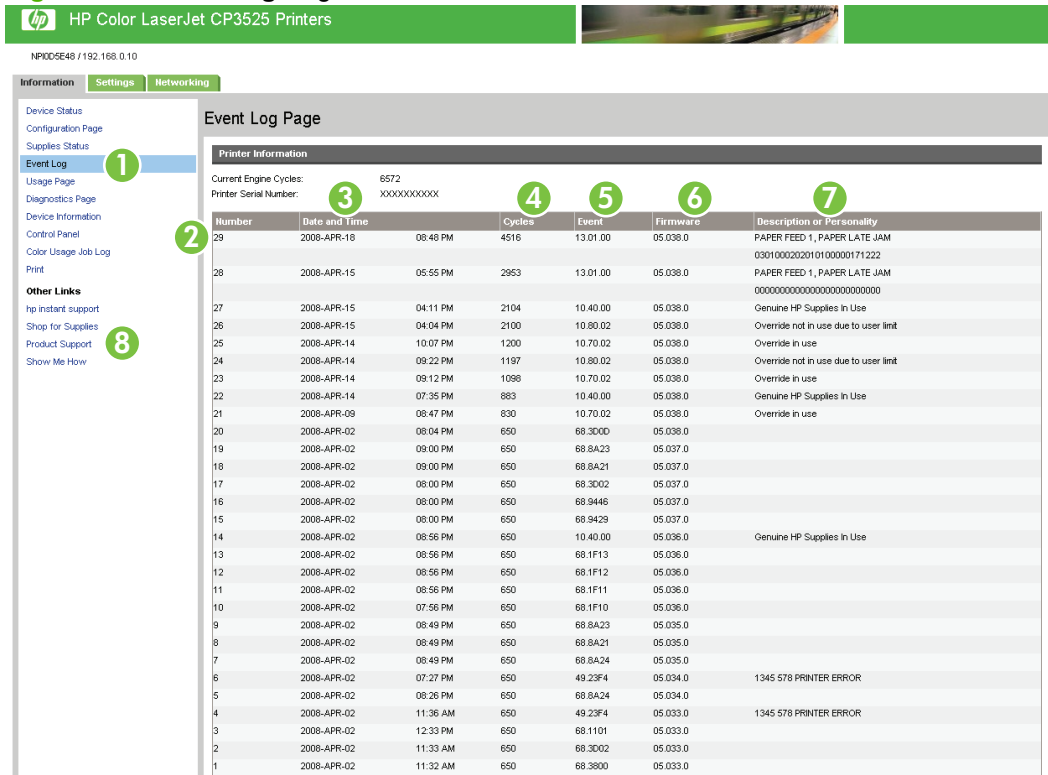 hp HP Color LaserJet CP3525 Printers
NPI0D5E48 / 192.168.0.10
Information Settings Networking
Device Status
Configuration Page
Supplies Status
Event Log
1
Usage Page
Diagnostics Page
Device Information
Control Panel
Color Usage Job Log
Print
Other Links
hp instant support
Shop for Supplies
Product Support
8
Show Me How
Event Log Page
Printer Information
Current Engine Cycles: 6572
Printer Serial Number: XXXXXXXXXX
3 4 5 6 7
Number Date and Time Cycles Event Firmware Description or Personality
2
29 2008-APR-18 08:48 PM 4516 13.01.00 05.038.0 PAPER FEED 1, PAPER LATE JAM
0301000202010100000171222
28 2008-APR-15 05:55 PM 2953 13.01.00 05.038.0 PAPER FEED 1, PAPER LATE JAM
27 2008-APR-15 04:11 PM 2104 10.40.00 05.038.0 Genuine HP Supplies In Use
26 2008-APR-15 04:04 PM 2100 10.80.02 05.038.0 Override not in use due to user limit
25 2008-APR-14 10:07 PM 1200 10.70.02 05.038.0 Override in use
24 2008-APR-14 09:22 PM 1197 10.80.02 05.038.0 Override not in use due to user limit
23 2008-APR-14 09:12 PM 1098 10.70.02 05.038.0 Override in use
22 2008-APR-14 07:35 PM 883 10.40.00 05.038.0 Genuine HP Supplies In Use
21 2008-APR-09 08:47 PM 830 10.70.02 05.038.0 Override in use
20 2008-APR-02 08:04 PM 650 68.3D0D 05.038.0
19 2008-APR-02 09:00 PM 650 68.8A23 05.037.0
18 2008-APR-02 09:00 PM 650 68.8A21 05.037.0
17 2008-APR-02 08:00 PM 650 68.3D02 05.037.0
16 2008-APR-02 08:00 PM 650 68.9446 05.037.0
15 2008-APR-02 08:00 PM 650 68.9429 05.037.0
14 2008-APR-02 08:56 PM 650 10.40.00 05.036.0 Genuine HP Supplies In Use
13 2008-APR-02 08:56 PM 650 68.1F13 05.036.0
12 2008-APR-02 08:56 PM 650 68.1F12 05.036.0
11 2008-APR-02 08:56 PM 650 68.1F11 05.036.0
10 2008-APR-02 07:56 PM 650 68.1F10 05.036.0
9 2008-APR-02 08:49 PM 650 68.8A23 05.035.0
8 2008-APR-02 08:49 PM 650 68.8A21 05.035.0
7 2008-APR-02 08:49 PM 650 68.8A24 05.035.0
6 2008-APR-02 07:27 PM 650 49.23F4 05.034.0 1345 578 PRINTER ERROR
5 2008-APR-02 08:26 PM 650 68.8A24 05.034.0
4 2008-APR-02 11:36 AM 650 49.23F4 05.033.0 1345 578 PRINTER ERROR
3 2008-APR-02 12:33 PM 650 68.1101 05.033.0
2 2008-APR-02 11:33 AM 650 68.3D02 05.033.0
1 2008-APR-02 11:32 AM 650 68.3800 05.033.0